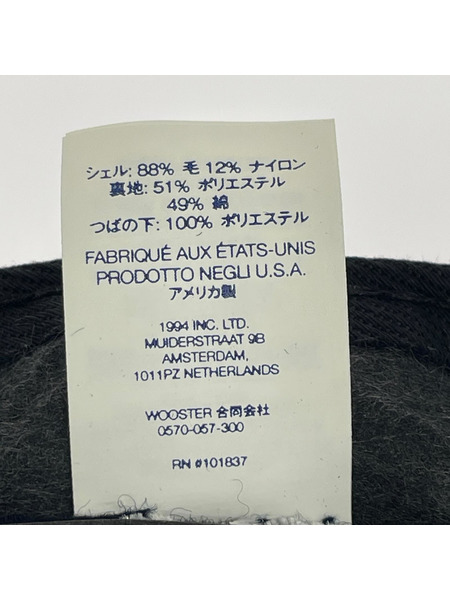 シェル: 88% 毛 12% ナイロン
裏地: 51% ポリエステル
49% 綿
つばの下: 100% ポリエステル
FABRIQUÉ AUX ÉTATS-UNIS
PRODOTTO NEGLI U.S.A.
アメリカ製
1994 INC. LTD.
MUIDERSTRAAT 9B
AMSTERDAM,
1011PZ NETHERLANDS
WOOSTER 合同会社
0570-057-300
RN #101837